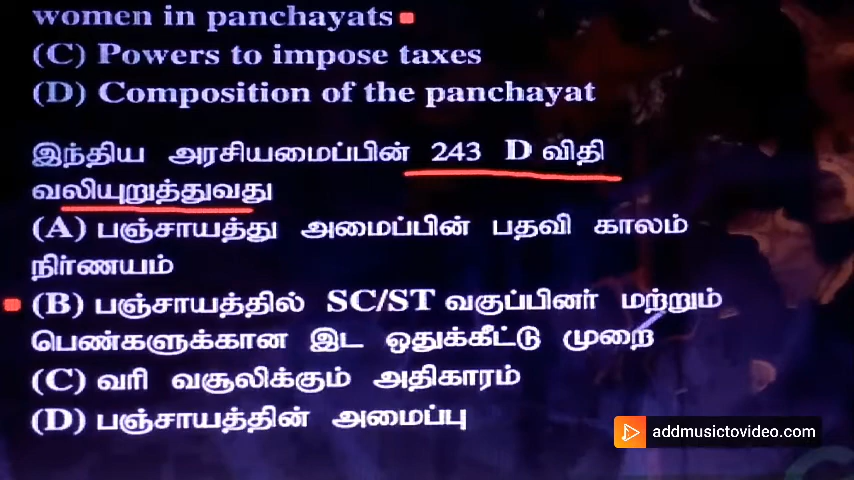 women in panchayats
(C) Powers to impose taxes
(D) Composition of the panchayat
இந்திய அரசியமைப்பின் 243 D விதி
வலியுறுத்துவது
(A) பஞ்சாயத்து அமைப்பின் பதவி காலம்
நிர்ணயம்
(B) பஞ்சாயத்தில் SC/ST வகுப்பினர் மற்றும்
பெண்களுக்கான இட ஒதுக்கீட்டு முறை
(C) வரி வசூலிக்கும் அதிகாரம்
(D) பஞ்சாயத்தின் அமைப்பு
addmusictovideo.com